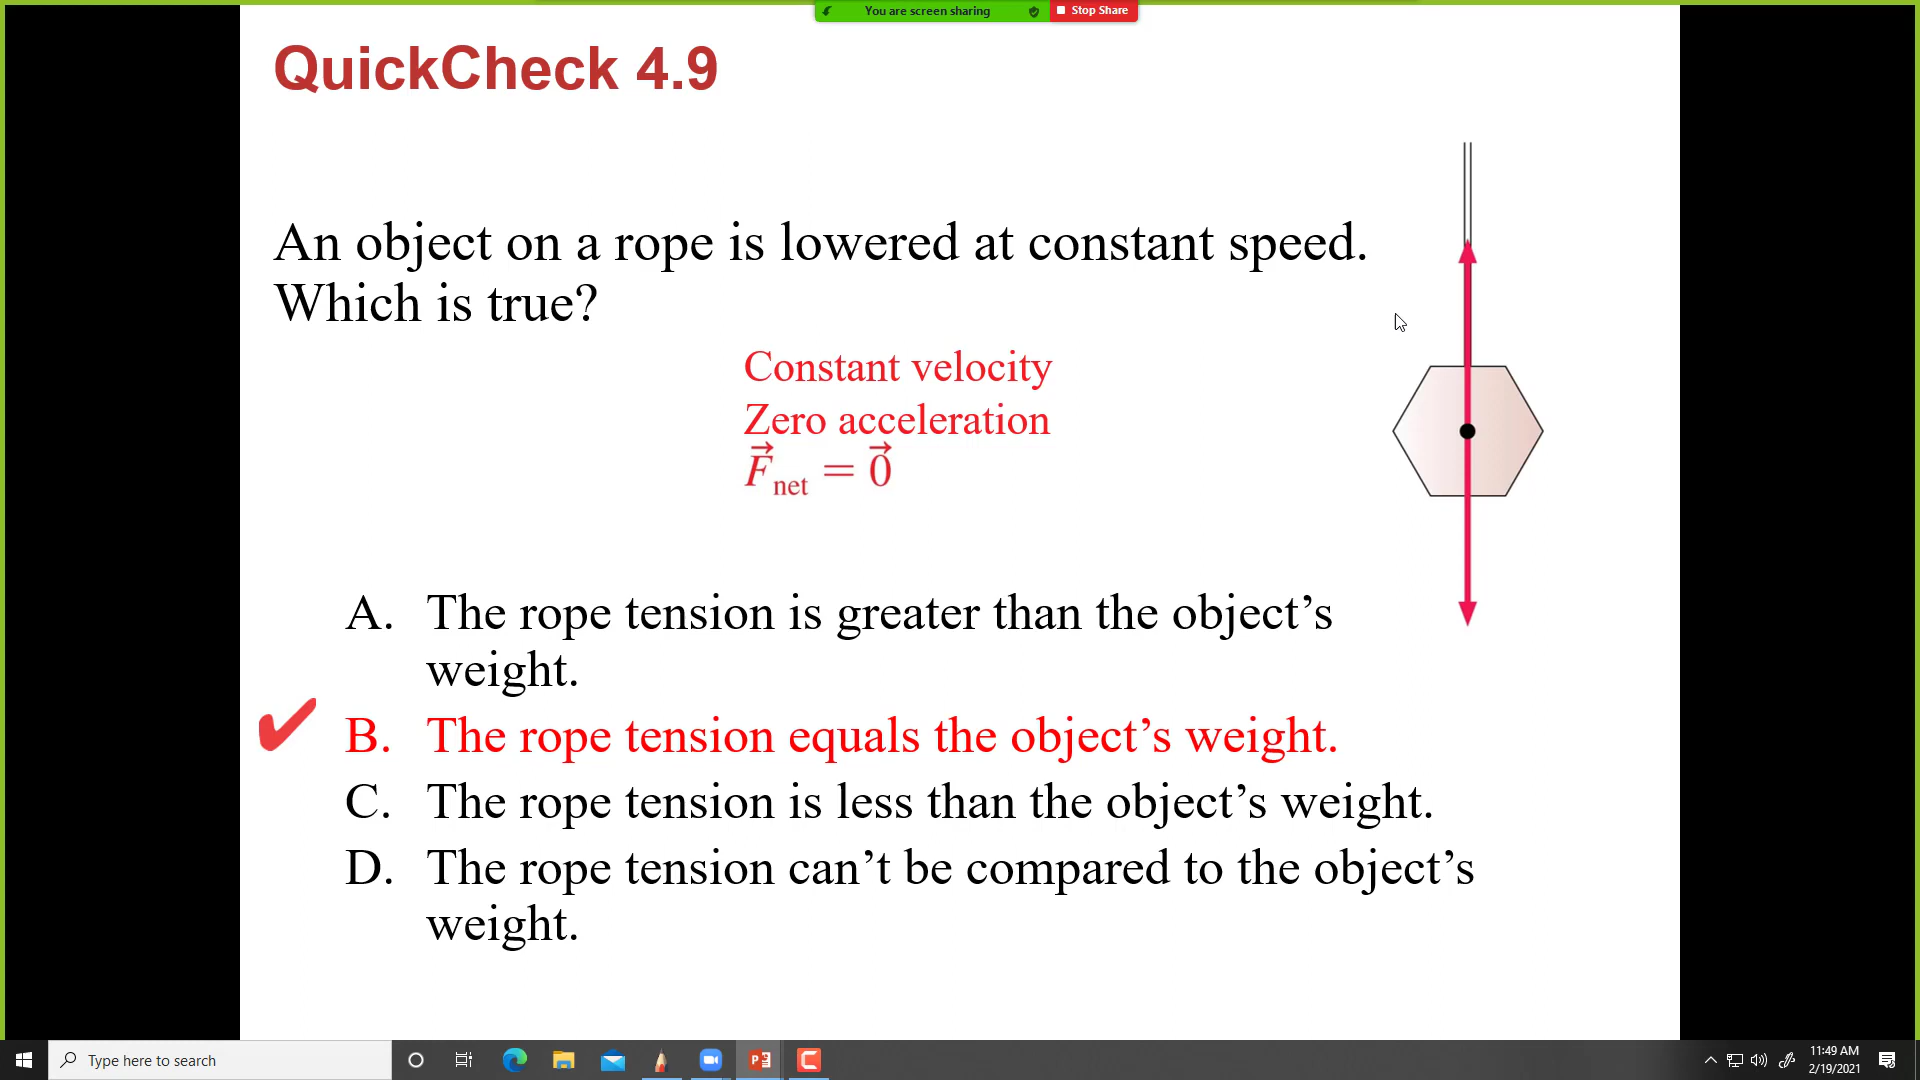 You are screen sharing
Stop Share
QuickCheck 4.9
An object on a rope is lowered at constant speed.
Which is true?
Constant velocity
Zero acceleration
F⃗net = 0⃗
A. The rope tension is greater than the object’s
weight.
B. The rope tension equals the object’s weight.
C. The rope tension is less than the object’s weight.
D. The rope tension can’t be compared to the object’s
weight.
Type here to search
11:49 AM
2/19/2021